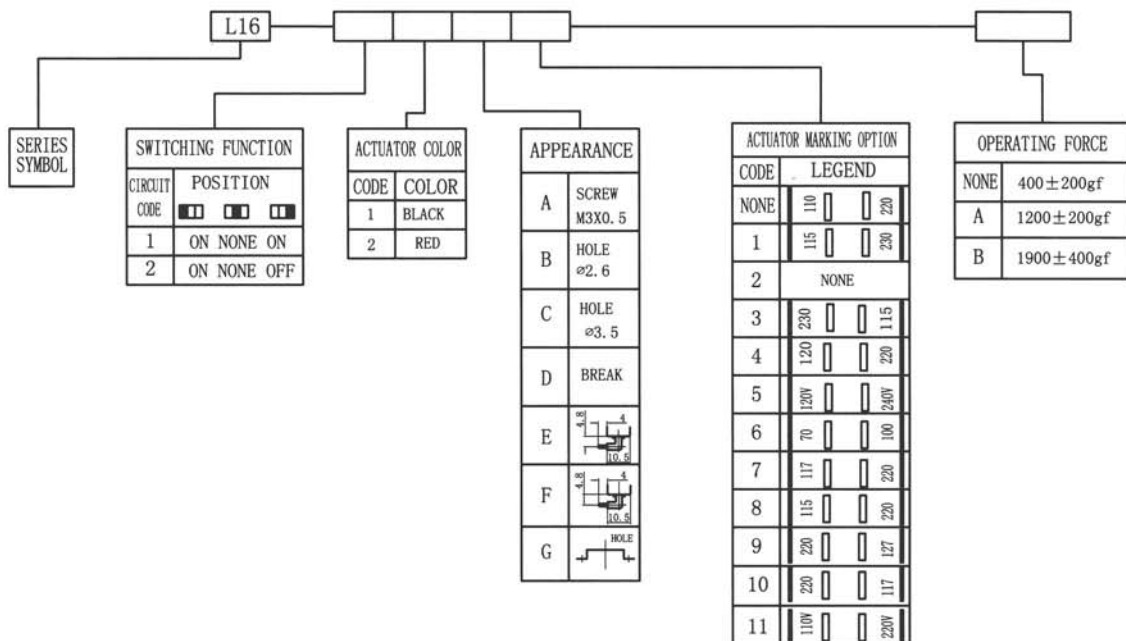 L16
SERIES
SYMBOL
SWITCHING FUNCTION
CIRCUIT
CODE
POSITION
1 ON NONE ON
2 ON NONE OFF
ACTUATOR COLOR
CODE COLOR
1 BLACK
2 RED
APPEARANCE
A SCREW
M3X0.5
B HOLE
⌀2.6
C HOLE
⌀3.5
D BREAK
E 4.8 4 10.5
F 4.8 4 10.5
G HOLE
ACTUATOR MARKING OPTION
CODE LEGEND
NONE 110 220
1 115 230
2 NONE
3 230 115
4 120 220
5 120V 240V
6 70 100
7 117 220
8 115 220
9 220 127
10 220 117
11 110V 220V
OPERATING FORCE
NONE 400±200gf
A 1200±200gf
B 1900±400gf